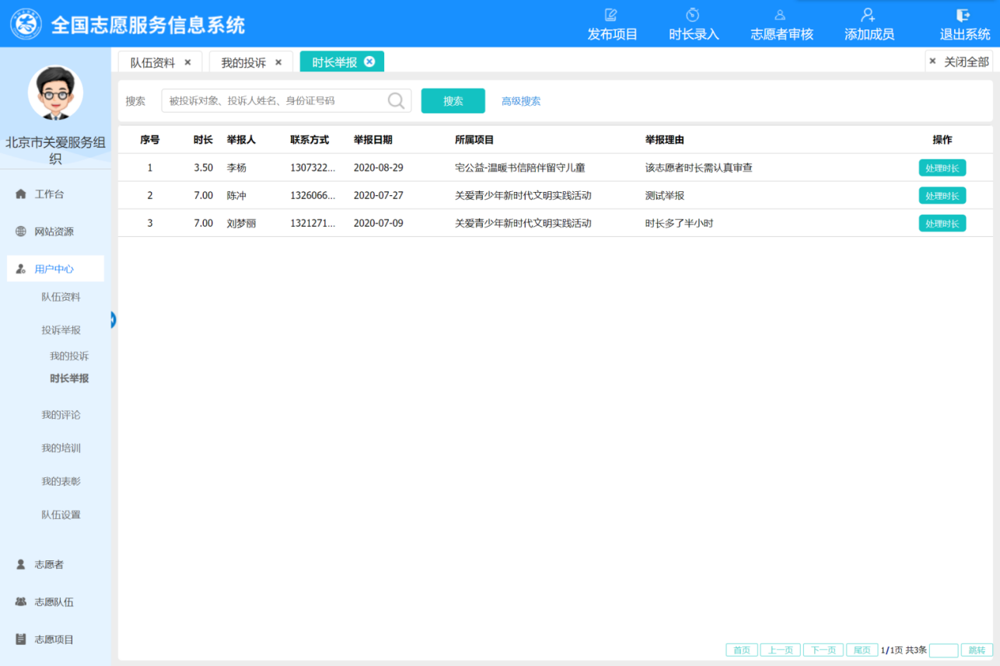 全国志愿服务信息系统
发布项目 时长录入 志愿者审核 添加成员 退出系统
北京市关爱服务组
织
工作台
网站资源
用户中心
队伍资料
投诉举报
我的投诉
时长举报
我的评论
我的培训
我的表彰
队伍设置
志愿者
志愿队伍
志愿项目
队伍资料 × 我的投诉 × 时长举报 × × 关闭全部
搜索 被投诉对象、投诉人姓名、身份证号码 搜索 高级搜索
序号 时长 举报人 联系方式 举报日期 所属项目 举报理由 操作
1 3.50 李杨 1307322... 2020-08-29 宅公益-温暖书信陪伴留守儿童 该志愿者时长需认真审查 处理时长
2 7.00 陈冲 1326066... 2020-07-27 关爱青少年新时代文明实践活动 测试举报 处理时长
3 7.00 刘梦丽 1321271... 2020-07-09 关爱青少年新时代文明实践活动 时长多了半小时 处理时长
首页 上一页 下一页 尾页 1/1页 共3条 跳转